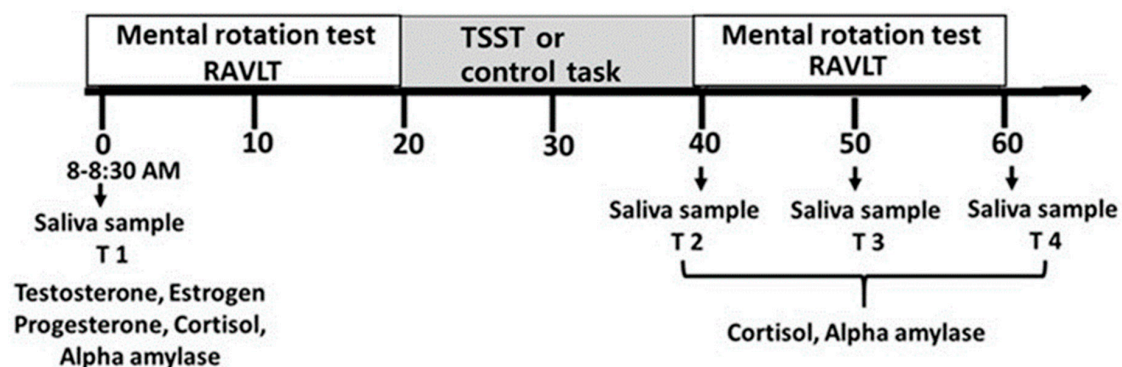 Mental rotation test
RAVLT
TSST or
control task
Mental rotation test
RAVLT
0
10
20
30
40
50
60
8-8:30 AM
Saliva sample
T 1
Testosterone, Estrogen
Progesterone, Cortisol,
Alpha amylase
Saliva sample
T 2
Saliva sample
T 3
Saliva sample
T 4
Cortisol, Alpha amylase